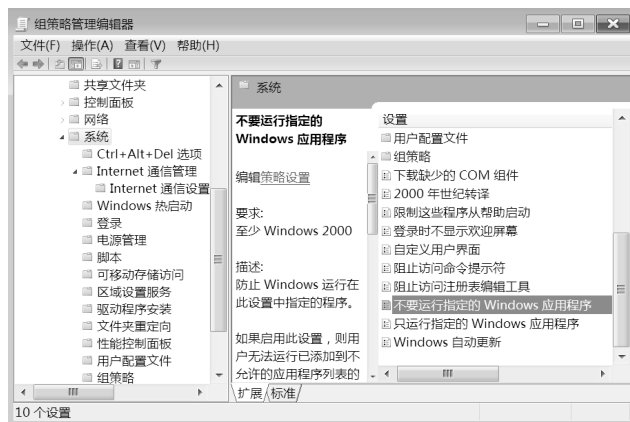 组策略管理编辑器
文件(F) 操作(A) 查看(V) 帮助(H)
共享文件夹
控制面板
网络
系统
Ctrl+Alt+Del 选项
Internet 通信管理
Internet 通信设置
Windows 热启动
登录
电源管理
脚本
可移动存储访问
区域设置服务
驱动程序安装
文件夹重定向
性能控制面板
用户配置文件
组策略
系统
不要运行指定的
Windows 应用程序
编辑策略设置
要求:
至少 Windows 2000
描述:
防止 Windows 运行在
此设置中指定的程序。
如果启用此设置，则用
户无法运行已添加到不
允许的应用程序列表的
设置
用户配置文件
组策略
下载缺少的 COM 组件
2000 年世纪转译
限制这些程序从帮助启动
登录时不显示欢迎屏幕
自定义用户界面
阻止访问命令提示符
阻止访问注册表编辑工具
不要运行指定的 Windows 应用程序
只运行指定的 Windows 应用程序
Windows 自动更新
扩展 标准
10 个设置